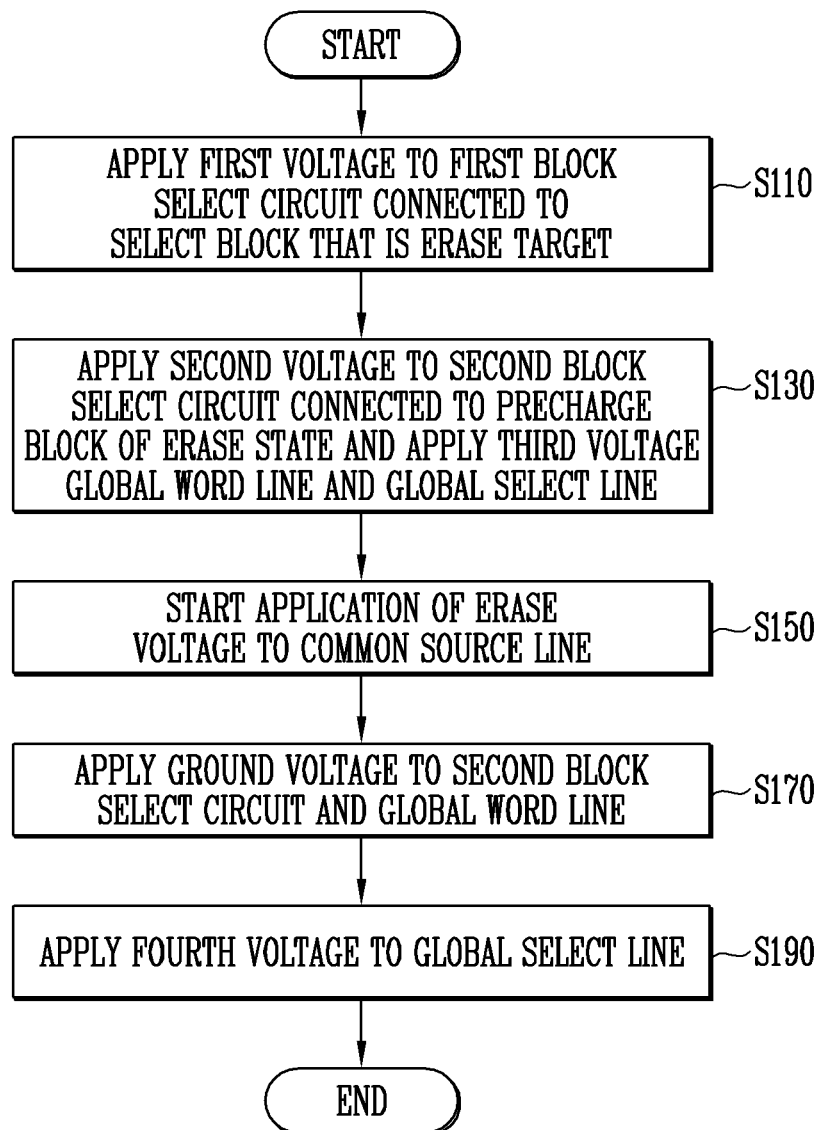 START
APPLY FIRST VOLTAGE TO FIRST BLOCK
SELECT CIRCUIT CONNECTED TO
SELECT BLOCK THAT IS ERASE TARGET
S110
APPLY SECOND VOLTAGE TO SECOND BLOCK
SELECT CIRCUIT CONNECTED TO PRECHARGE
BLOCK OF ERASE STATE AND APPLY THIRD VOLTAGE
GLOBAL WORD LINE AND GLOBAL SELECT LINE
S130
START APPLICATION OF ERASE
VOLTAGE TO COMMON SOURCE LINE
S150
APPLY GROUND VOLTAGE TO SECOND BLOCK
SELECT CIRCUIT AND GLOBAL WORD LINE
S170
APPLY FOURTH VOLTAGE TO GLOBAL SELECT LINE
S190
END